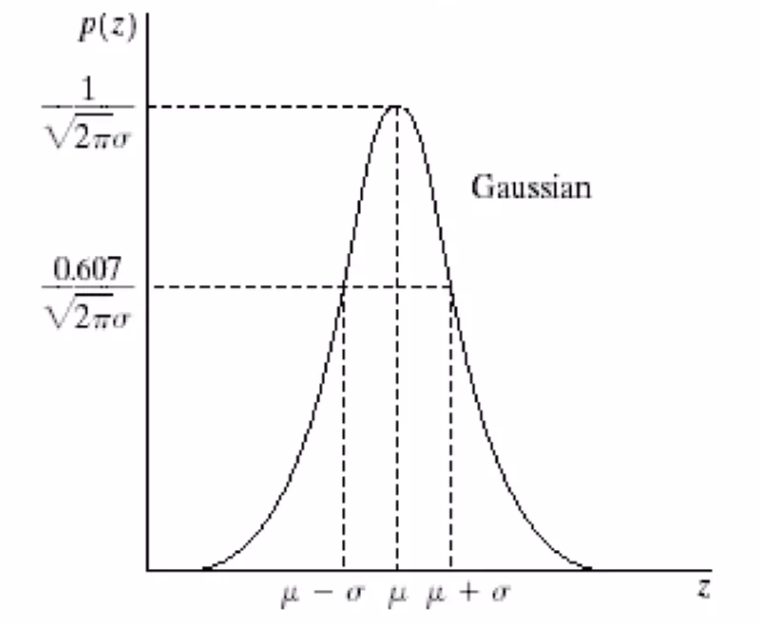 p(z)
1
√2πσ
Gaussian
0.607
√2πσ
μ − σ μ μ + σ z